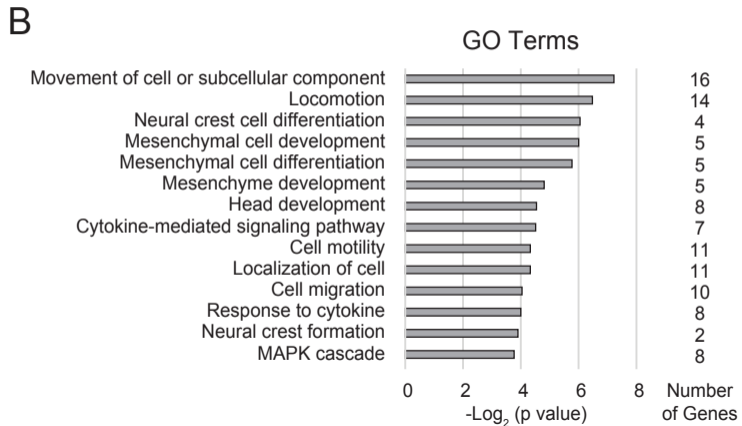 B
GO Terms
Movement of cell or subcellular component 16
Locomotion 14
Neural crest cell differentiation 4
Mesenchymal cell development 5
Mesenchymal cell differentiation 5
Mesenchyme development 5
Head development 8
Cytokine-mediated signaling pathway 7
Cell motility 11
Localization of cell 11
Cell migration 10
Response to cytokine 8
Neural crest formation 2
MAPK cascade 8
0 2 4 6 8 Number
-Log₂ (p value) of Genes